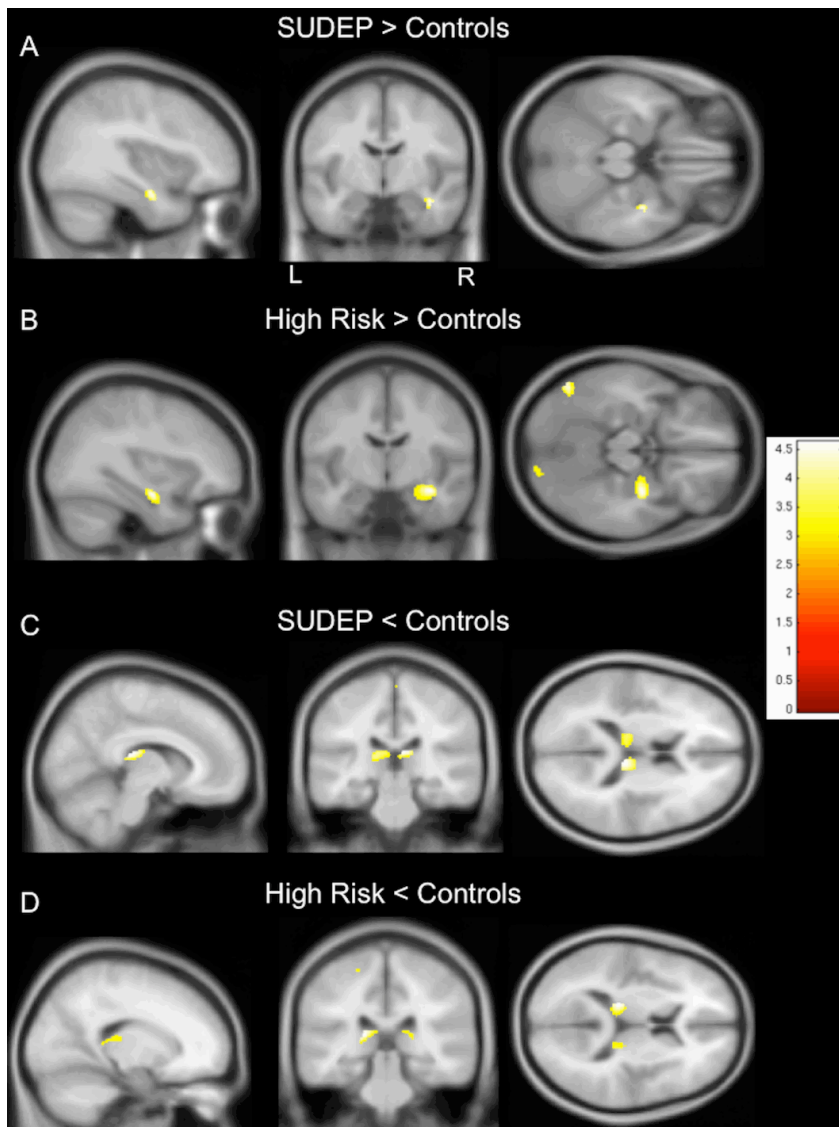 A
SUDEP > Controls
L
R
B
High Risk > Controls
4.5
4
3.5
3
2.5
2
1.5
1
0.5
0
C
SUDEP < Controls
D
High Risk < Controls